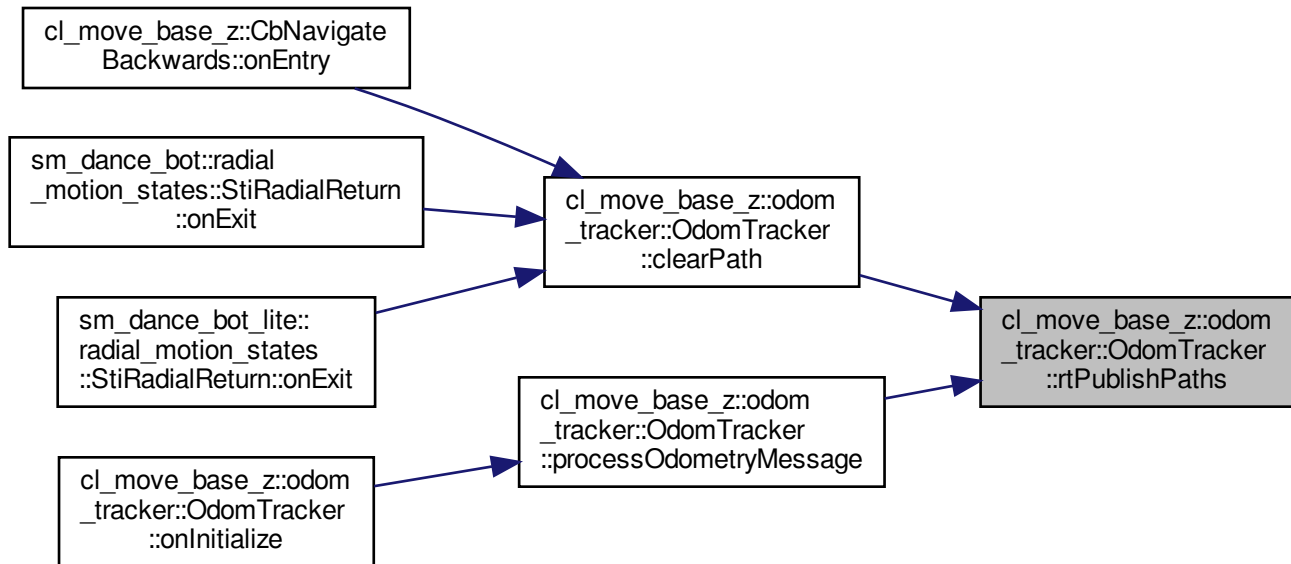 cl_move_base_z::CbNavigate
Backwards::onEntry
sm_dance_bot::radial
_motion_states::StiRadialReturn
::onExit
sm_dance_bot_lite::
radial_motion_states
::StiRadialReturn::onExit
cl_move_base_z::odom
_tracker::OdomTracker
::onInitialize
cl_move_base_z::odom
_tracker::OdomTracker
::clearPath
cl_move_base_z::odom
_tracker::OdomTracker
::processOdometryMessage
cl_move_base_z::odom
_tracker::OdomTracker
::rtPublishPaths